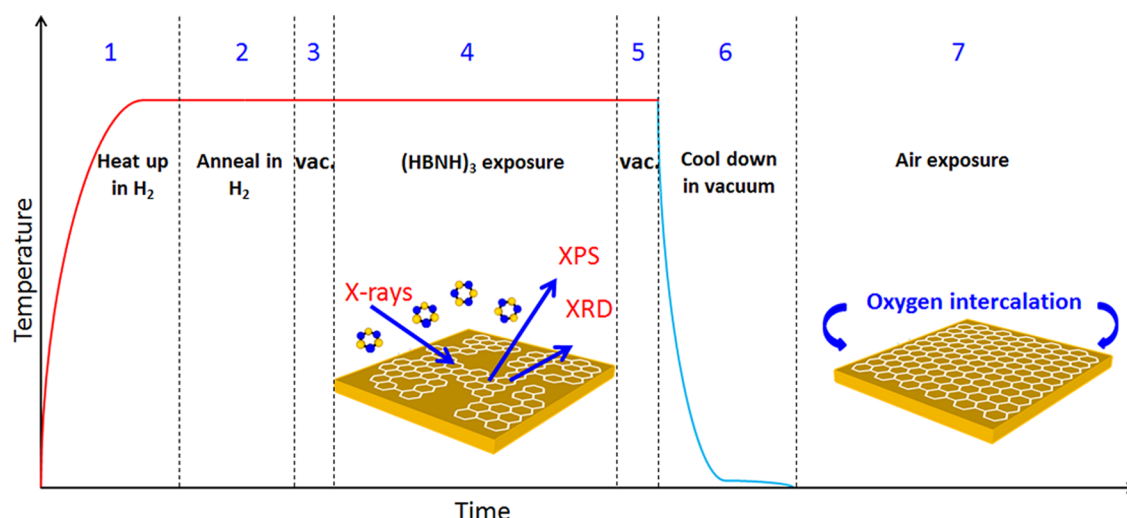 1
2
3
4
5
6
7
Heat up
in H₂
Anneal in
H₂
vac.
(HBNH)₃ exposure
vac.
Cool down
in vacuum
Air exposure
X-rays
XPS
XRD
Oxygen intercalation
Temperature
Time